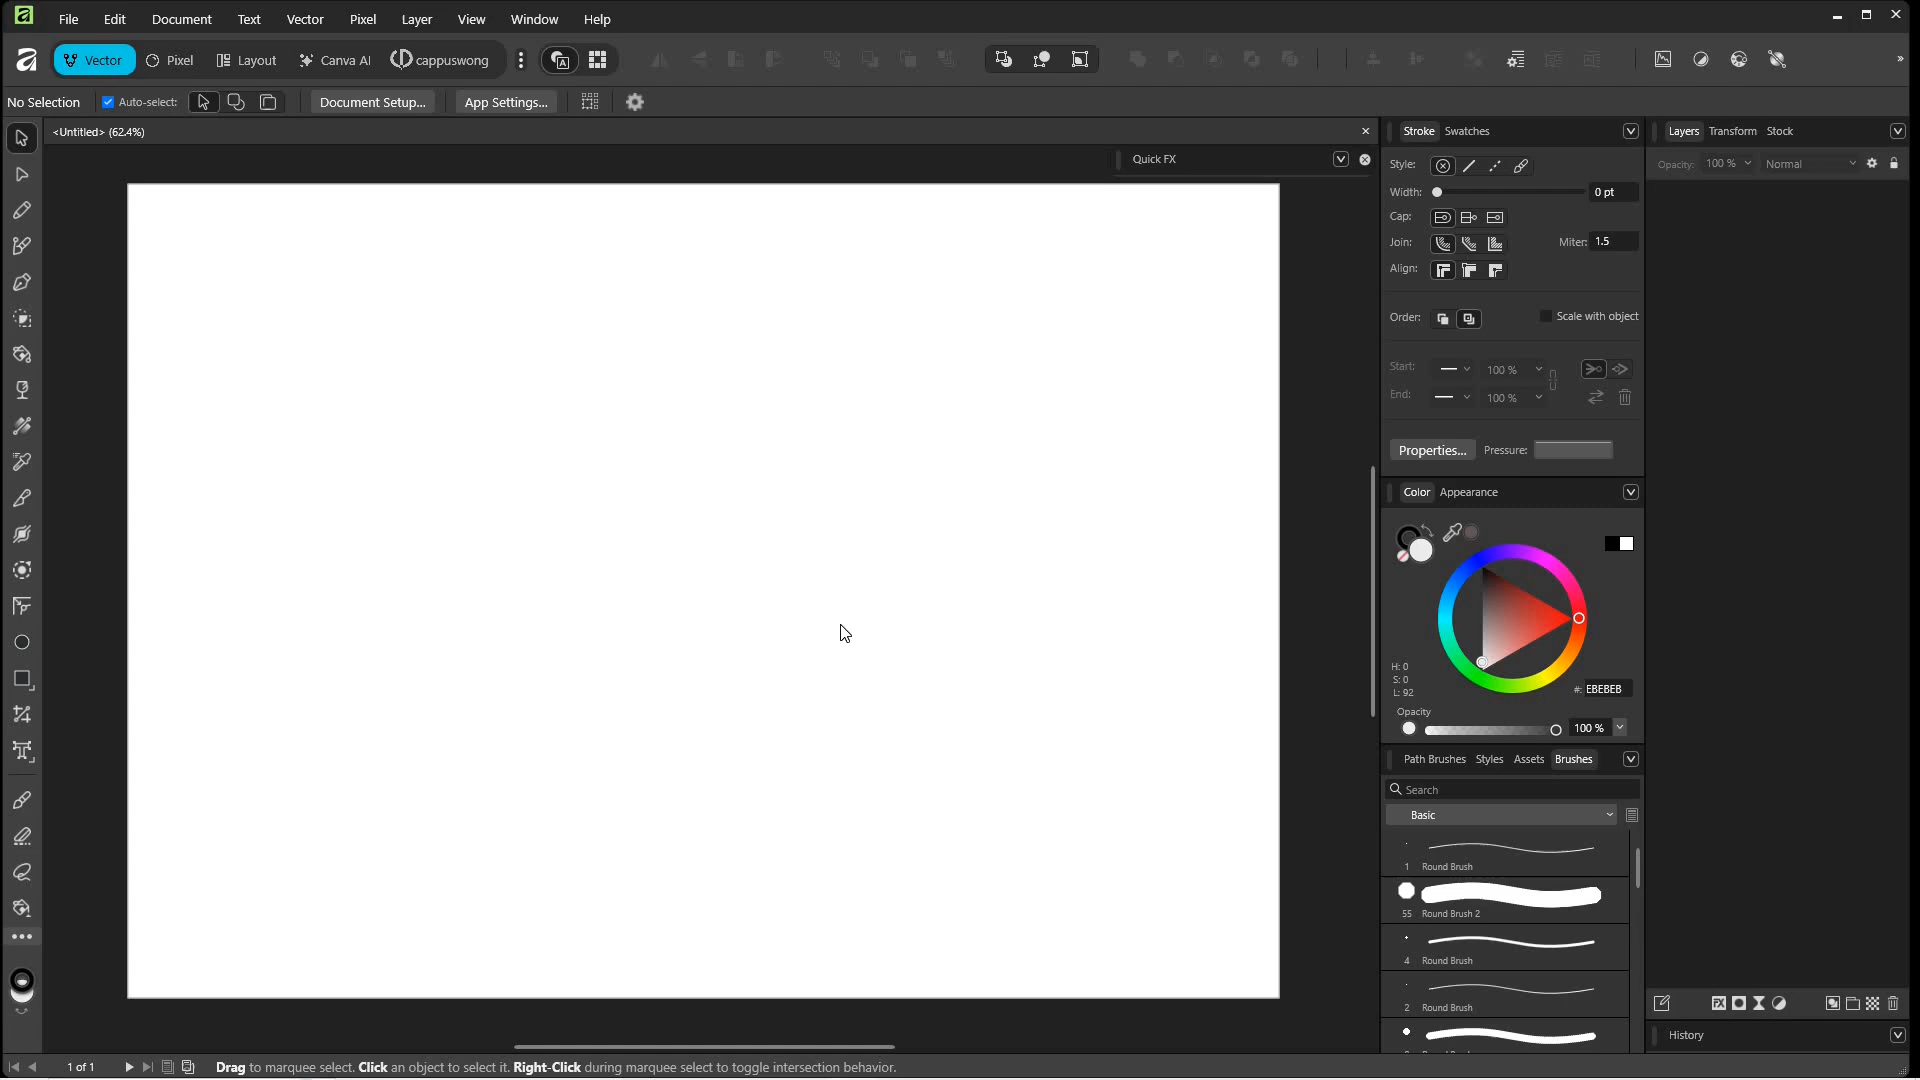 File Edit Document Text Vector Pixel Layer View Window Help
Vector Pixel Layout Canva AI cappuswong
No Selection Auto-select: Document Setup... App Settings...
<Untitled> (62.4%)
Quick FX
Stroke Swatches
Style:
Width: 0 pt
Cap:
Join: Miter: 1.5
Align:
Order: Scale with object
Start: 100 %
End: 100 %
Properties... Pressure:
Color Appearance
H: 0
S: 0
L: 92
#: EBEBEB
Opacity
100 %
Path Brushes Styles Assets Brushes
Search
Basic
1 Round Brush
55 Round Brush 2
4 Round Brush
2 Round Brush
Layers Transform Stock
Opacity: 100 % Normal
History
1 of 1 Drag to marquee select. Click an object to select it. Right-Click during marquee select to toggle intersection behavior.